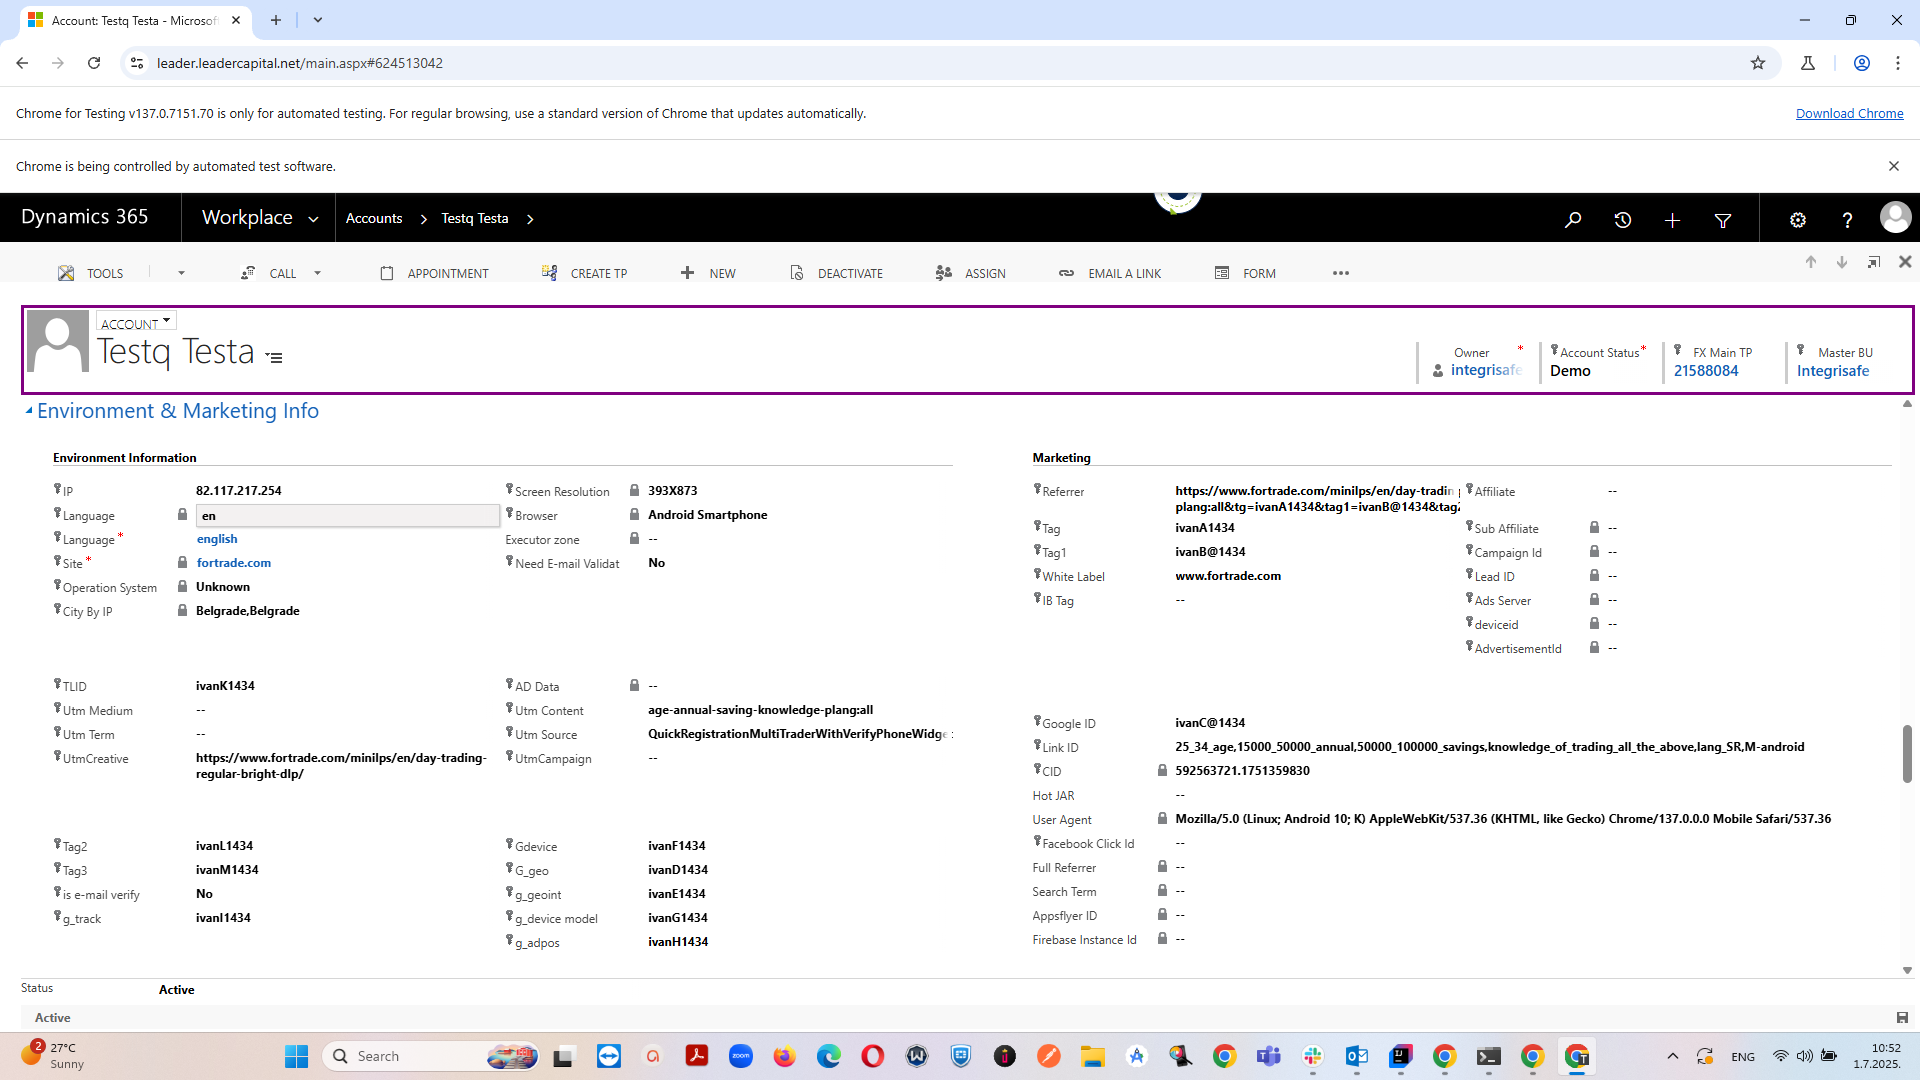 Account: Testq Testa - Microsof
leader.leadercapital.net/main.aspx#624513042
Chrome for Testing v137.0.7151.70 is only for automated testing. For regular browsing, use a standard version of Chrome that updates automatically.
Download Chrome
Chrome is being controlled by automated test software.
Dynamics 365
Workplace
Accounts
Testq Testa
TOOLS
CALL
APPOINTMENT
CREATE TP
NEW
DEACTIVATE
ASSIGN
EMAIL A LINK
FORM
ACCOUNT
Testq Testa
Owner *
integrisafe
Account Status *
Demo
FX Main TP
21588084
Master BU
Integrisafe
Environment & Marketing Info
Environment Information
IP 82.117.217.254
Language en
Language * english
Site * fortrade.com
Operation System Unknown
City By IP Belgrade,Belgrade
Screen Resolution 393X873
Browser Android Smartphone
Executor zone --
Need E-mail Validat No
TLID ivanK1434
Utm Medium --
Utm Term --
UtmCreative https://www.fortrade.com/minilps/en/day-trading-
regular-bright-dlp/
AD Data --
Utm Content age-annual-saving-knowledge-plang:all
Utm Source QuickRegistrationMultiTraderWithVerifyPhoneWidge
UtmCampaign --
Tag2 ivanL1434
Tag3 ivanM1434
is e-mail verify No
g_track ivanI1434
Gdevice ivanF1434
G_geo ivanD1434
g_geoint ivanE1434
g_device model ivanG1434
g_adpos ivanH1434
Marketing
Referrer https://www.fortrade.com/minilps/en/day-tradin
plang:all&tg=ivanA1434&tag1=ivanB@1434&tag2
Tag ivanA1434
Tag1 ivanB@1434
White Label www.fortrade.com
IB Tag --
Affiliate --
Sub Affiliate --
Campaign Id --
Lead ID --
Ads Server --
deviceid --
AdvertisementId --
Google ID ivanC@1434
Link ID 25_34_age,15000_50000_annual,50000_100000_savings,knowledge_of_trading_all_the_above,lang_SR,M-android
CID 592563721.1751359830
Hot JAR --
User Agent Mozilla/5.0 (Linux; Android 10; K) AppleWebKit/537.36 (KHTML, like Gecko) Chrome/137.0.0.0 Mobile Safari/537.36
Facebook Click Id --
Full Referrer --
Search Term --
Appsflyer ID --
Firebase Instance Id --
Status Active
Active
2
27°C
Sunny
Search
zoom
ENG
10:52
1.7.2025.